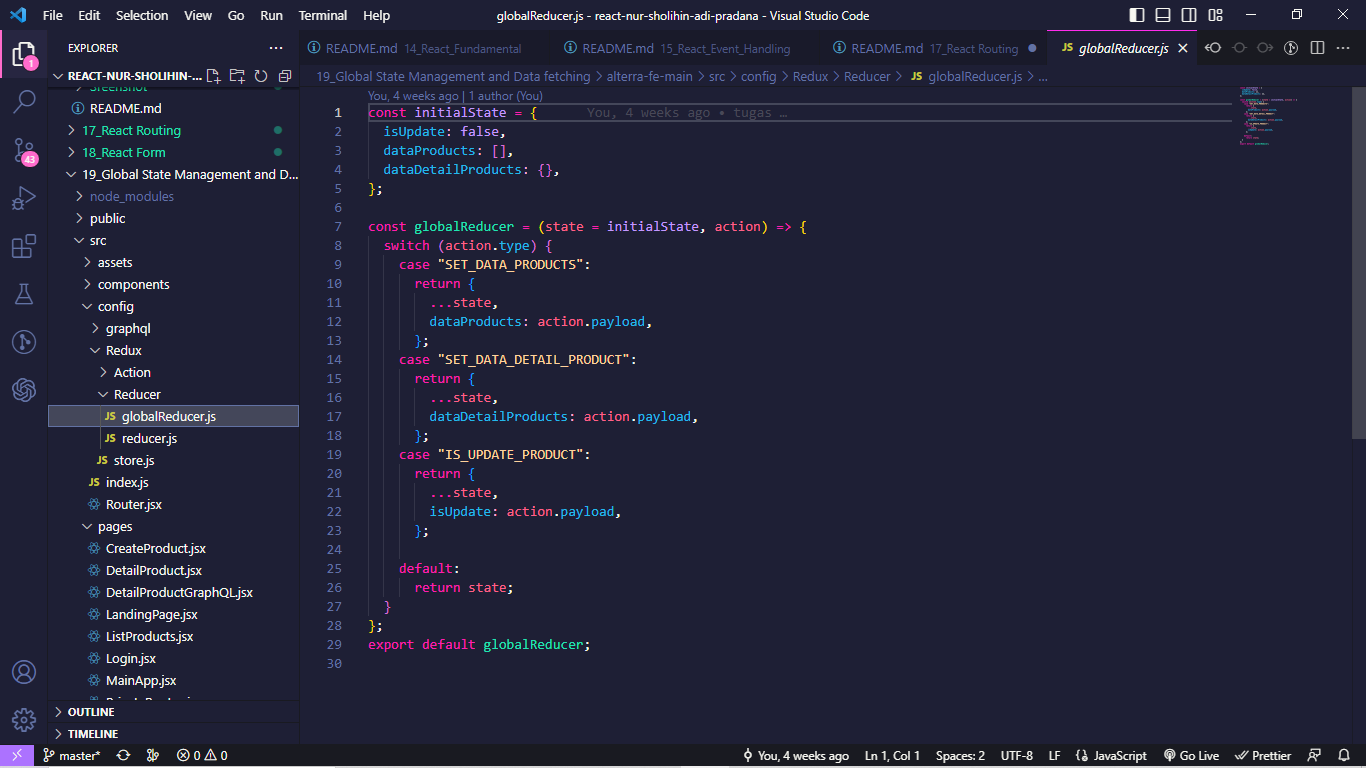 File Edit Selection View Go Run Terminal Help
globalReducer.js - react-nur-sholihin-adi-pradana - Visual Studio Code
EXPLORER
README.md 14_React_Fundamental
README.md 15_React_Event_Handling
README.md 17_React Routing
JS globalReducer.js
REACT-NUR-SHOLIHIN-...
README.md
17_React Routing
18_React Form
19_Global State Management and D...
node_modules
public
src
assets
components
config
graphql
Redux
Action
Reducer
JS globalReducer.js
JS reducer.js
JS store.js
JS index.js
Router.jsx
pages
CreateProduct.jsx
DetailProduct.jsx
DetailProductGraphQL.jsx
LandingPage.jsx
ListProducts.jsx
Login.jsx
MainApp.jsx
OUTLINE
TIMELINE
1
43
19_Global State Management and Data fetching > alterra-fe-main > src > config > Redux > Reducer > JS globalReducer.js > ...
You, 4 weeks ago | 1 author (You)
1 const initialState = { You, 4 weeks ago • tugas …
2 isUpdate: false,
3 dataProducts: [],
4 dataDetailProducts: {},
5 };
6
7 const globalReducer = (state = initialState, action) => {
8 switch (action.type) {
9 case "SET_DATA_PRODUCTS":
10 return {
11 ...state,
12 dataProducts: action.payload,
13 };
14 case "SET_DATA_DETAIL_PRODUCT":
15 return {
16 ...state,
17 dataDetailProducts: action.payload,
18 };
19 case "IS_UPDATE_PRODUCT":
20 return {
21 ...state,
22 isUpdate: action.payload,
23 };
24
25 default:
26 return state;
27 }
28 };
29 export default globalReducer;
30
master* 0 0 You, 4 weeks ago Ln 1, Col 1 Spaces: 2 UTF-8 LF JavaScript Go Live Prettier